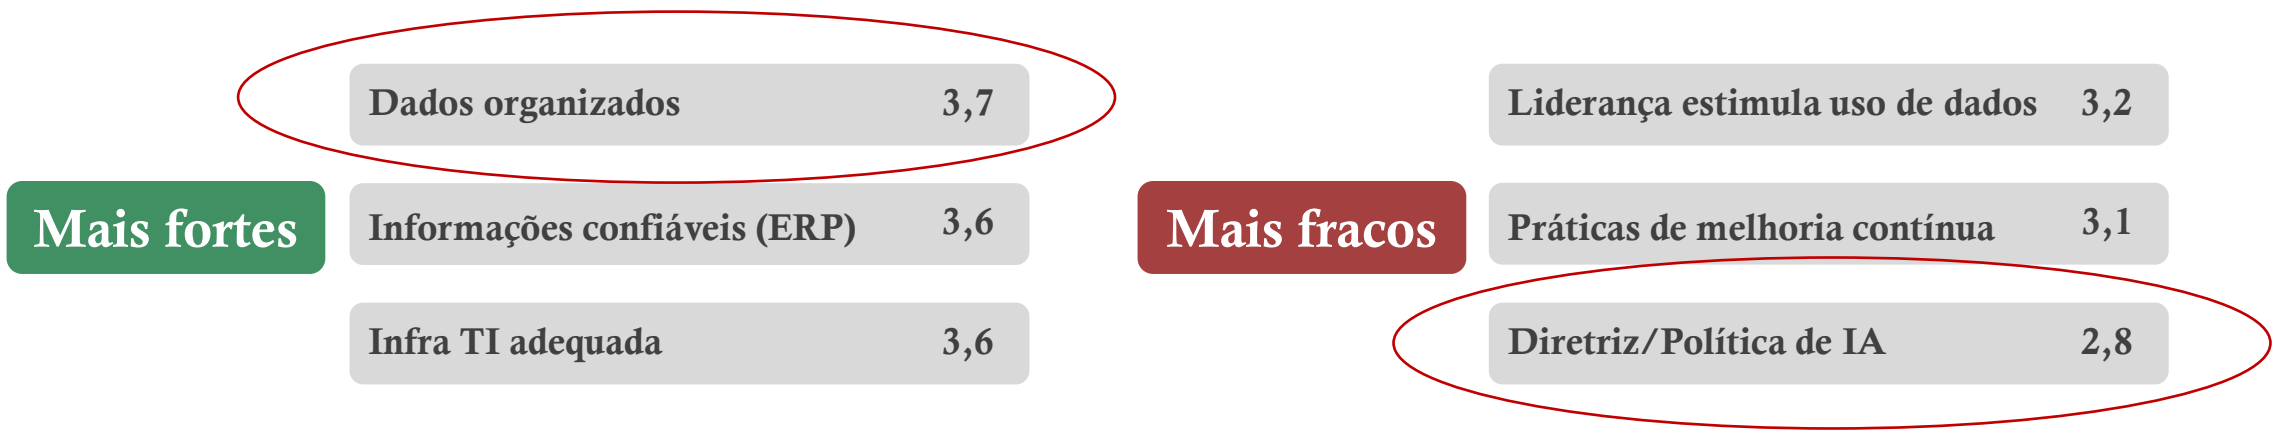 Mais fortes
Dados organizados 3,7
Informações confiáveis (ERP) 3,6
Infra TI adequada 3,6
Mais fracos
Liderança estimula uso de dados 3,2
Práticas de melhoria contínua 3,1
Diretriz/Política de IA 2,8